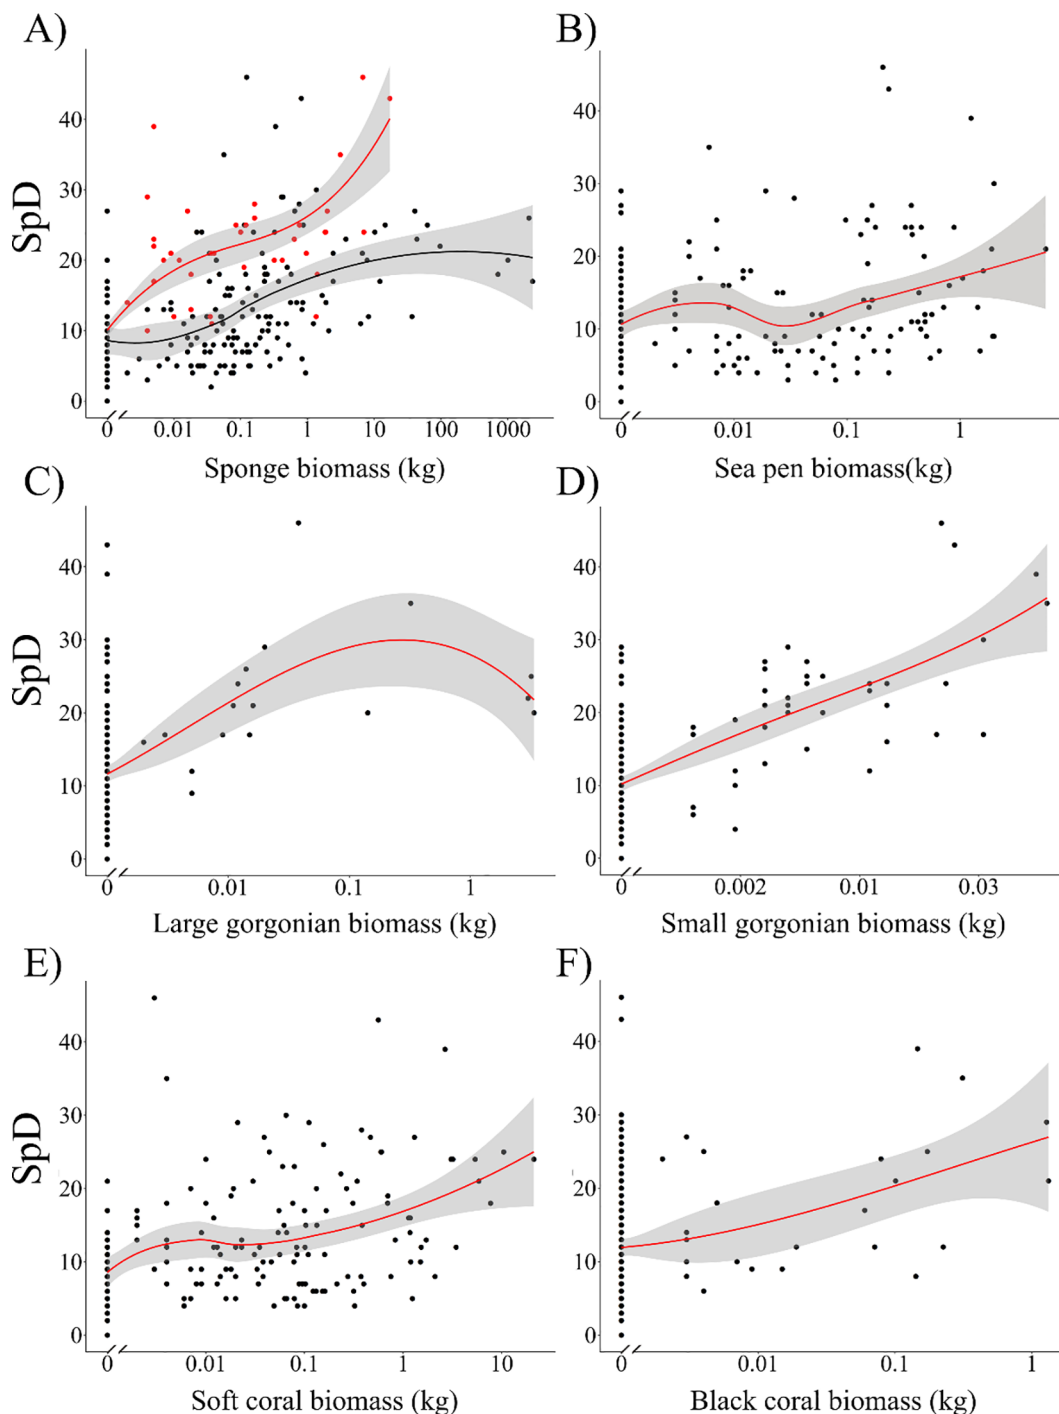 A)
SpD
40
30
20
10
0
0 0.01 0.1 1 10 100 1000
Sponge biomass (kg)
B)
40
30
20
10
0
0 0.01 0.1 1
Sea pen biomass(kg)
C)
SpD
40
30
20
10
0
0 0.01 0.1 1
Large gorgonian biomass (kg)
D)
40
30
20
10
0
0 0.002 0.01 0.03
Small gorgonian biomass (kg)
E)
SpD
40
30
20
10
0
0 0.01 0.1 1 10
Soft coral biomass (kg)
F)
40
30
20
10
0
0 0.01 0.1 1
Black coral biomass (kg)